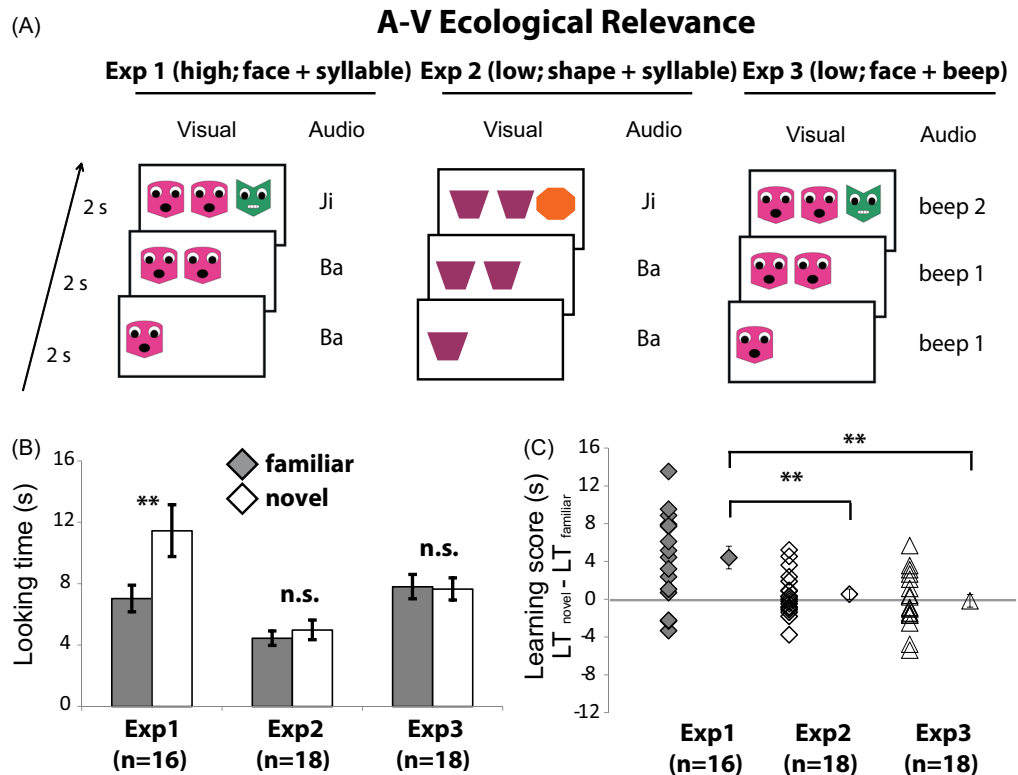 (A)
A-V Ecological Relevance
Exp 1 (high; face + syllable) Exp 2 (low; shape + syllable) Exp 3 (low; face + beep)
Visual Audio Visual Audio Visual Audio
2 s Ji Ji beep 2
2 s Ba Ba beep 1
2 s Ba Ba beep 1
(B)
familiar
novel
Looking time (s)
16
12
8
4
0
**
n.s.
n.s.
Exp1 Exp2 Exp3
(n=16) (n=18) (n=18)
(C)
Learning score (s)
LT novel - LT familiar
16
12
8
4
0
-4
-8
-12
**
**
Exp1 Exp2 Exp3
(n=16) (n=18) (n=18)